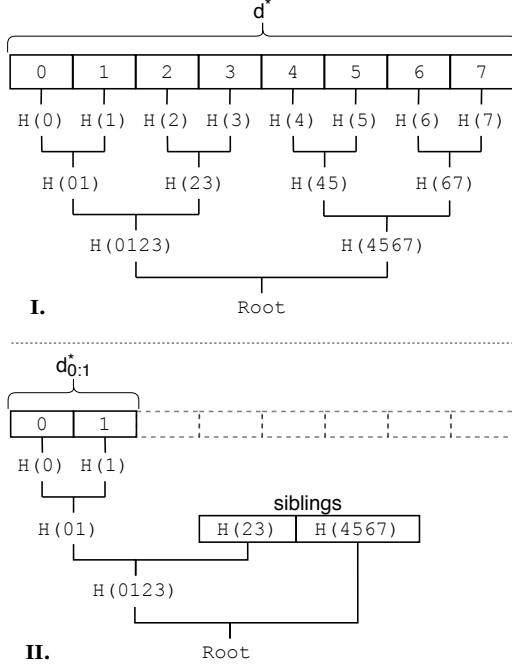 d*
0 1 2 3 4 5 6 7
H(0) H(1) H(2) H(3) H(4) H(5) H(6) H(7)
H(01) H(23) H(45) H(67)
H(0123) H(4567)
I. Root
d*0:1
0 1
H(0) H(1)
siblings
H(01) H(23) H(4567)
H(0123)
II. Root